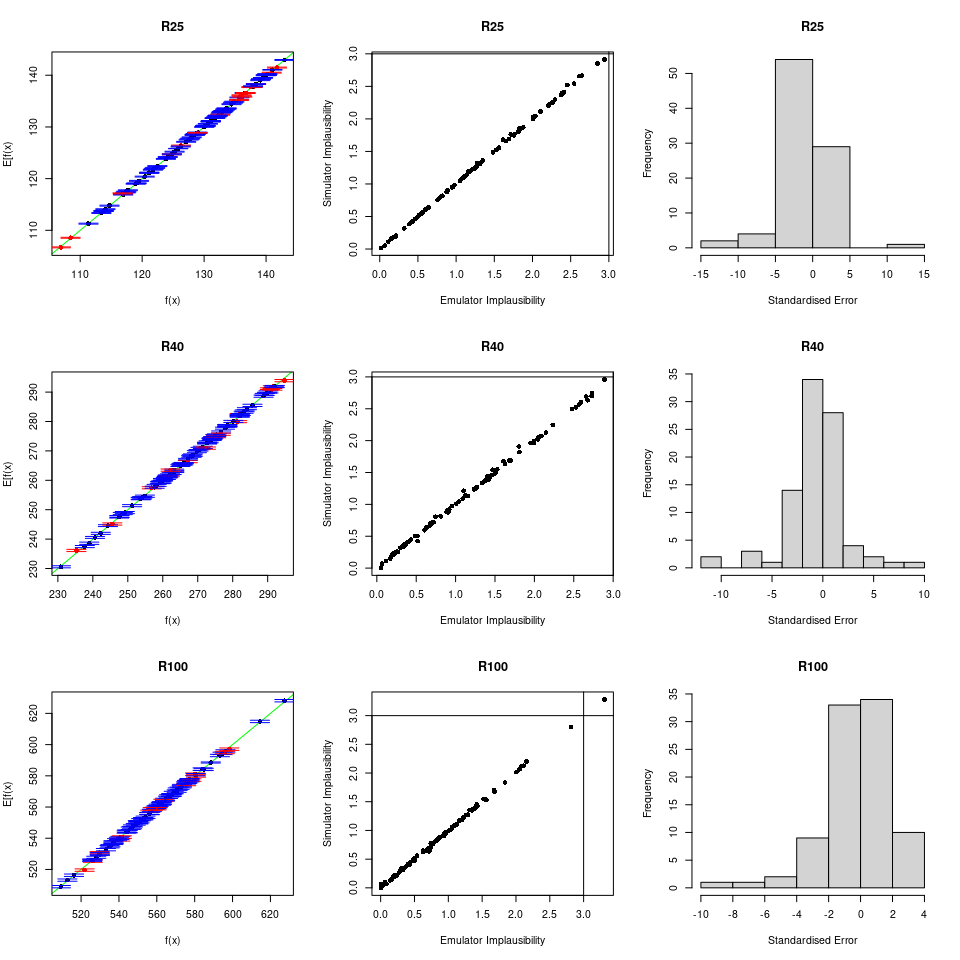 R25
E[f(x)
110 120 130 140
110 120 130 140
f(x)
R25
Simulator Implausibility
0.0 0.5 1.0 1.5 2.0 2.5 3.0
0.0 0.5 1.0 1.5 2.0 2.5 3.0
Emulator Implausibility
R25
Frequency
0 10 20 30 40 50
-15 -10 -5 0 5 10 15
Standardised Error
R40
E[f(x)
230 240 250 260 270 280 290
230 240 250 260 270 280 290
f(x)
R40
Simulator Implausibility
0.0 0.5 1.0 1.5 2.0 2.5 3.0
0.0 0.5 1.0 1.5 2.0 2.5 3.0
Emulator Implausibility
R40
Frequency
0 5 10 15 20 25 30 35
-10 -5 0 5 10
Standardised Error
R100
E[f(x)
520 540 560 580 600 620
520 540 560 580 600 620
f(x)
R100
Simulator Implausibility
0.0 0.5 1.0 1.5 2.0 2.5 3.0
0.0 0.5 1.0 1.5 2.0 2.5 3.0
Emulator Implausibility
R100
Frequency
0 5 10 15 20 25 30 35
-10 -8 -6 -4 -2 0 2 4
Standardised Error